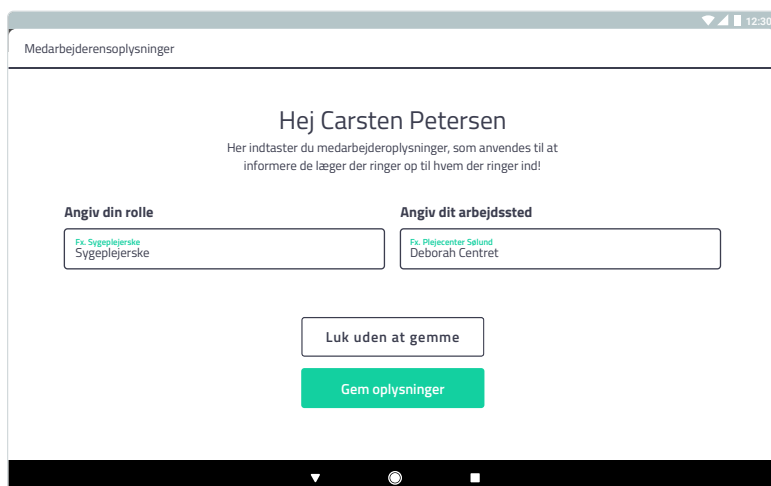 12:30
Medarbejderensoplysninger
Hej Carsten Petersen
Her indtaster du medarbejderoplysninger, som anvendes til at
informere de læger der ringer op til hvem der ringer ind!
Angiv din rolle
Fx. Sygeplejerske
Sygeplejerske
Angiv dit arbejdssted
Fx. Plejecenter Sølund
Deborah Centret
Luk uden at gemme
Gem oplysninger